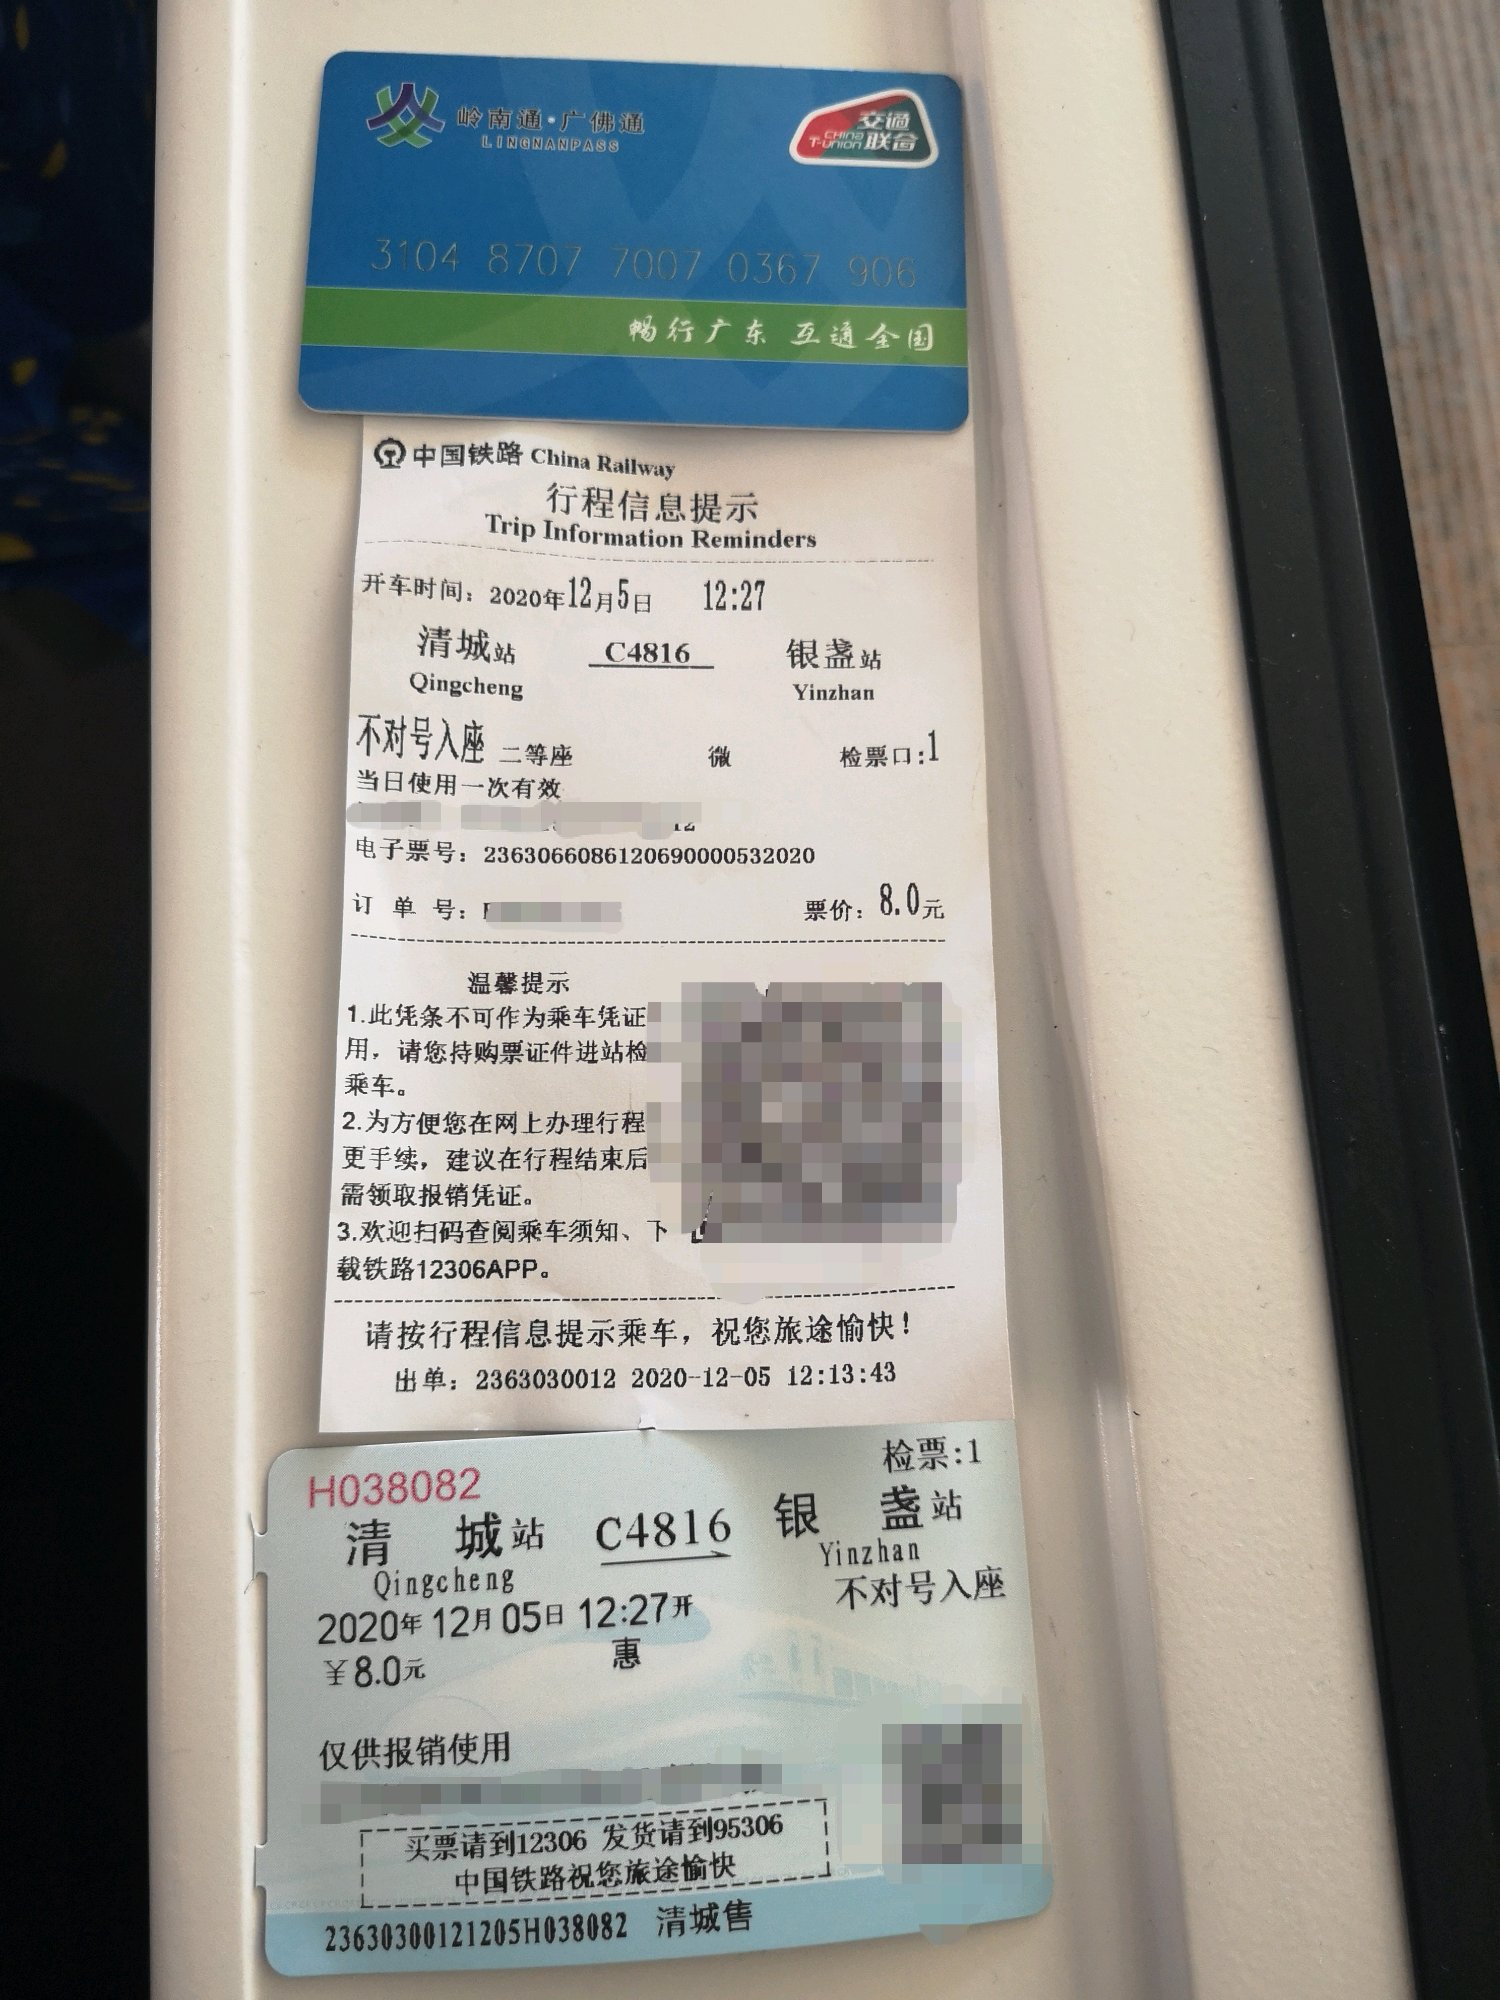 岭南通·广佛通
LINGNANPASS
交通
CHINA
T-UNION 联合
3104 8707 7007 0367 906
畅行广东 互通全国
中国铁路 China Railway
行程信息提示
Trip Information Reminders
开车时间：2020年12月5日 12:27
清城站 C4816 银盏站
Qingcheng Yinzhan
不对号入座 二等座 微 检票口:1
当日使用一次有效
12
电子票号：2363066086120690000532020
订 单 号： 票价：8.0元
温馨提示
1.此凭条不可作为乘车凭证
用，请您持购票证件进站检
乘车。
2.为方便您在网上办理行程
更手续，建议在行程结束后
需领取报销凭证。
3.欢迎扫码查阅乘车须知、下
载铁路12306APP。
请按行程信息提示乘车，祝您旅途愉快！
出单：2363030012 2020-12-05 12:13:43
检票:1
H038082
清 城站 C4816 银 盏站
Qingcheng Yinzhan
2020年12月05日12:27开 不对号入座
￥8.0元 惠
仅供报销使用
买票请到12306 发货请到95306
中国铁路祝您旅途愉快
23630300121205H038082 清城售